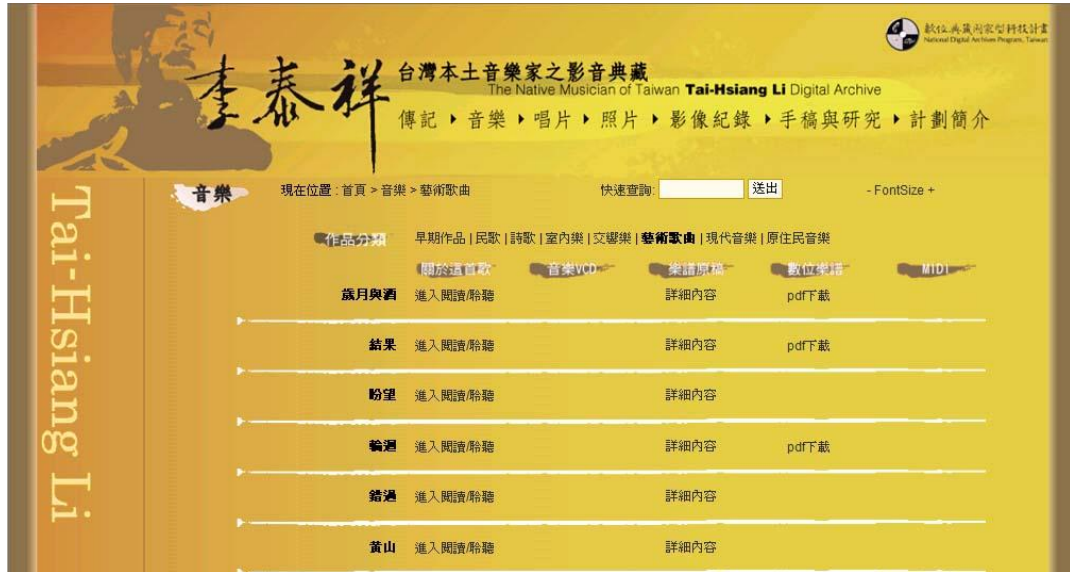 數位典藏國家型科技計畫
National Digital Archives Program, Taiwan
李泰祥
台灣本土音樂家之影音典藏
The Native Musician of Taiwan Tai-Hsiang Li Digital Archive
傳記 ▸ 音樂 ▸ 唱片 ▸ 照片 ▸ 影像紀錄 ▸ 手稿與研究 ▸ 計劃簡介
Tai-Hsiang Li
音樂 現在位置 : 首頁 > 音樂 > 藝術歌曲 快速查詢: 送出 - FontSize +
作品分類 早期作品 | 民歌 | 詩歌 | 室內樂 | 交響樂 | 藝術歌曲 | 現代音樂 | 原住民音樂
關於這首歌 音樂VCD 樂譜原稿 數位樂譜 MIDI
歲月與酒 進入閱讀/聆聽 詳細內容 pdf下載
結果 進入閱讀/聆聽 詳細內容 pdf下載
盼望 進入閱讀/聆聽 詳細內容
輪迴 進入閱讀/聆聽 詳細內容 pdf下載
錯過 進入閱讀/聆聽 詳細內容
黃山 進入閱讀/聆聽 詳細內容